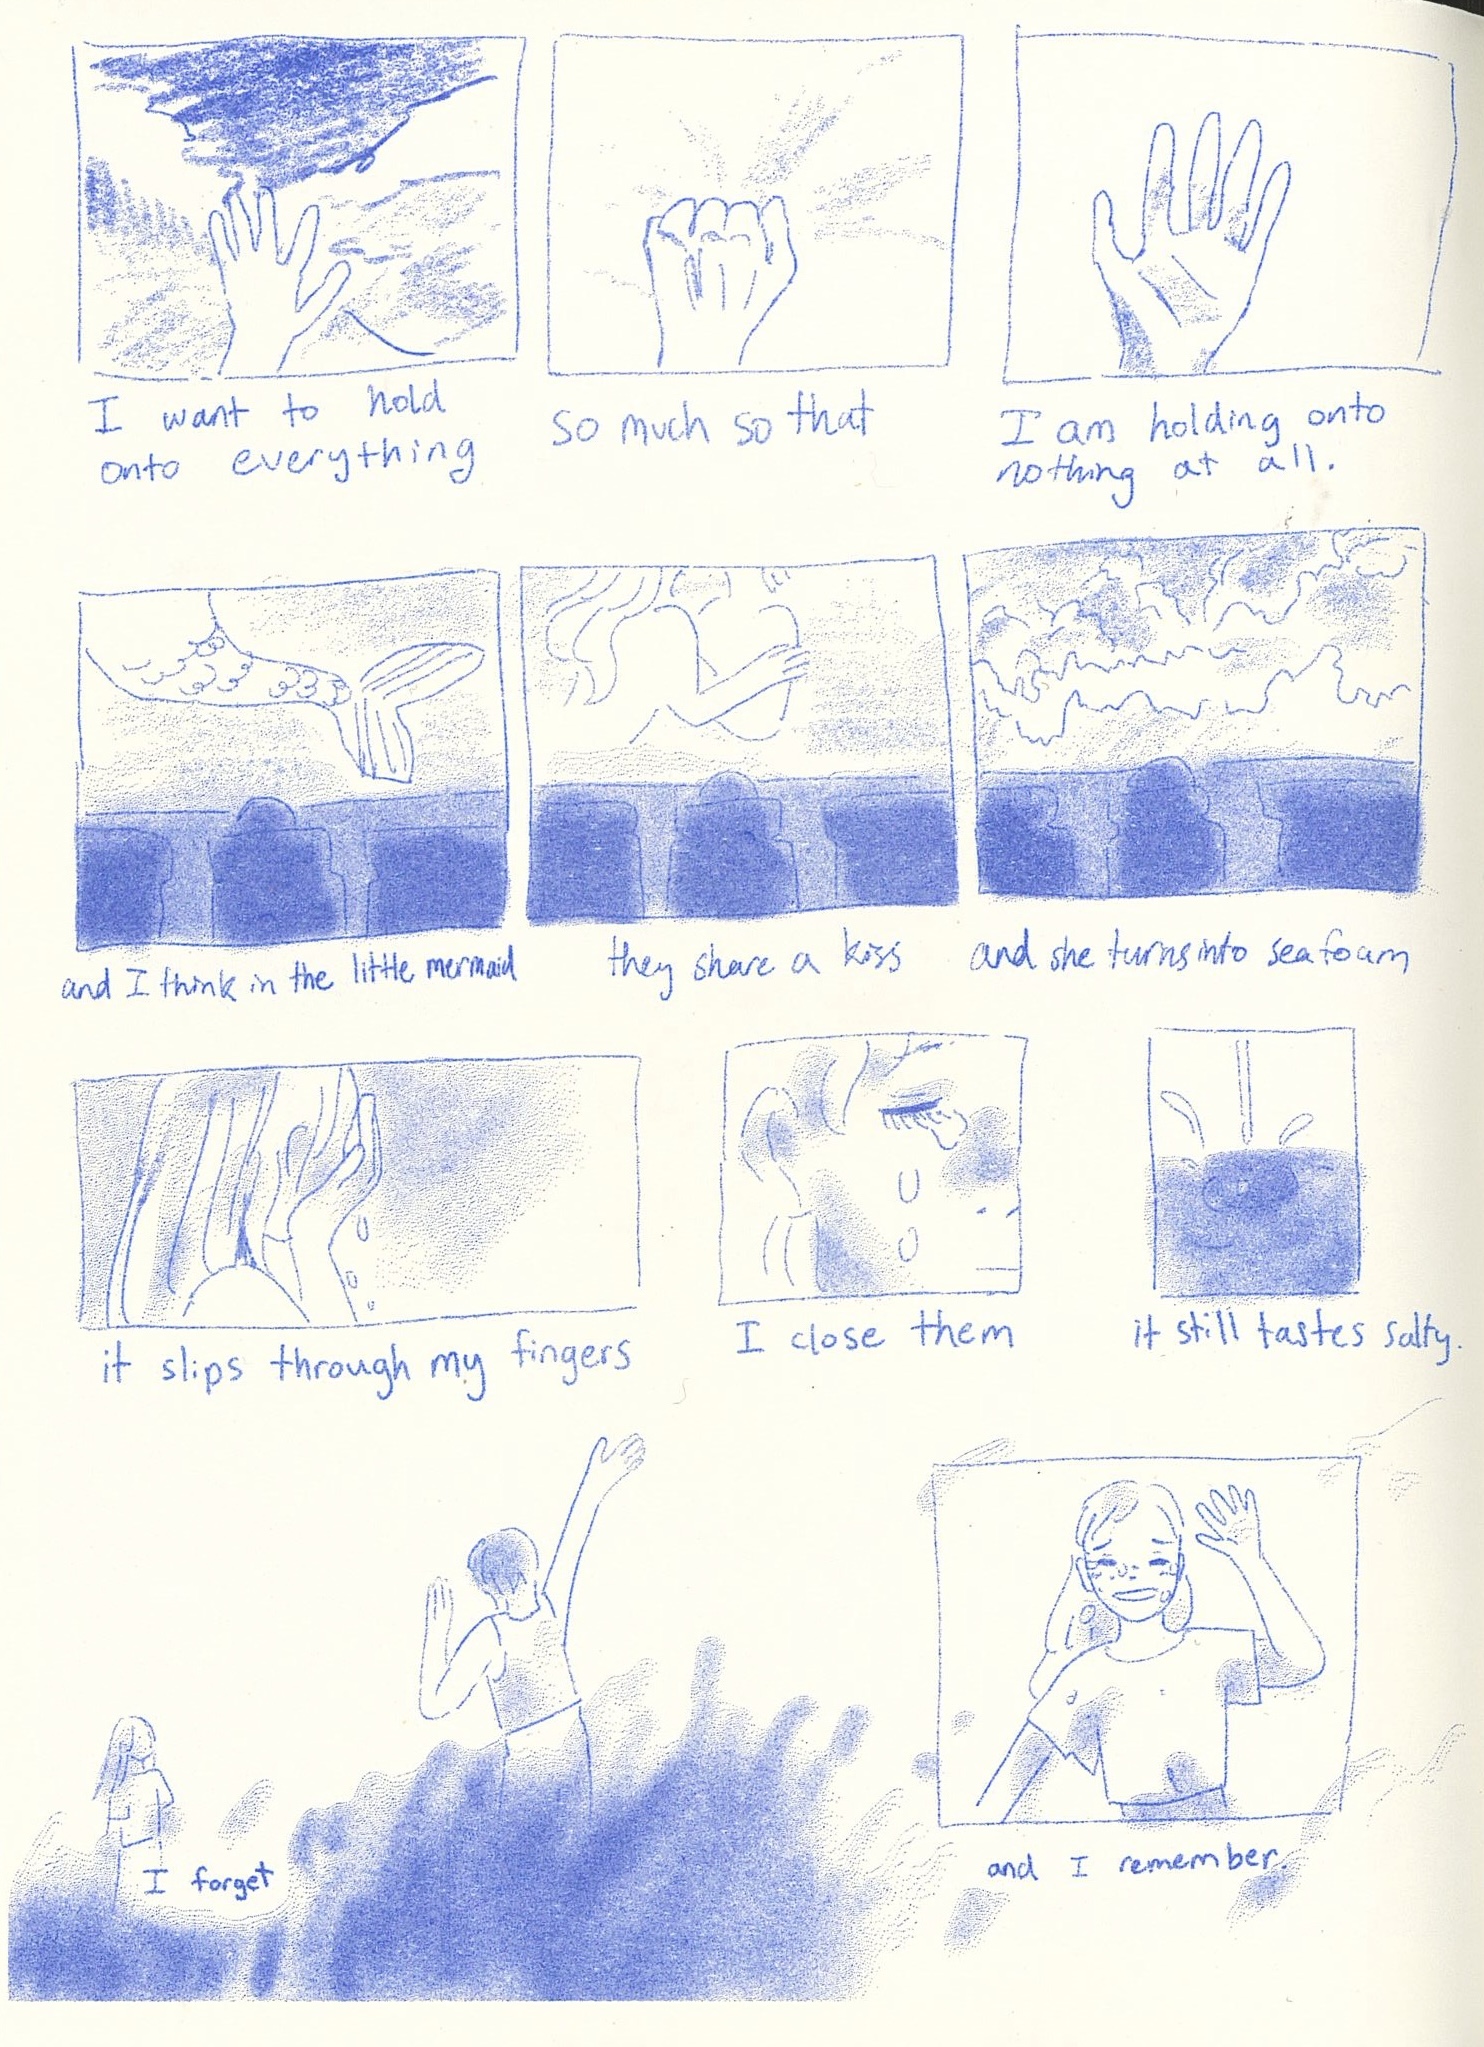 I want to hold
onto everything
so much so that
I am holding onto
nothing at all.
and I think in the little mermaid
they share a kiss
and she turns into sea foam
it slips through my fingers
I close them
it still tastes salty.
I forget
and I remember.